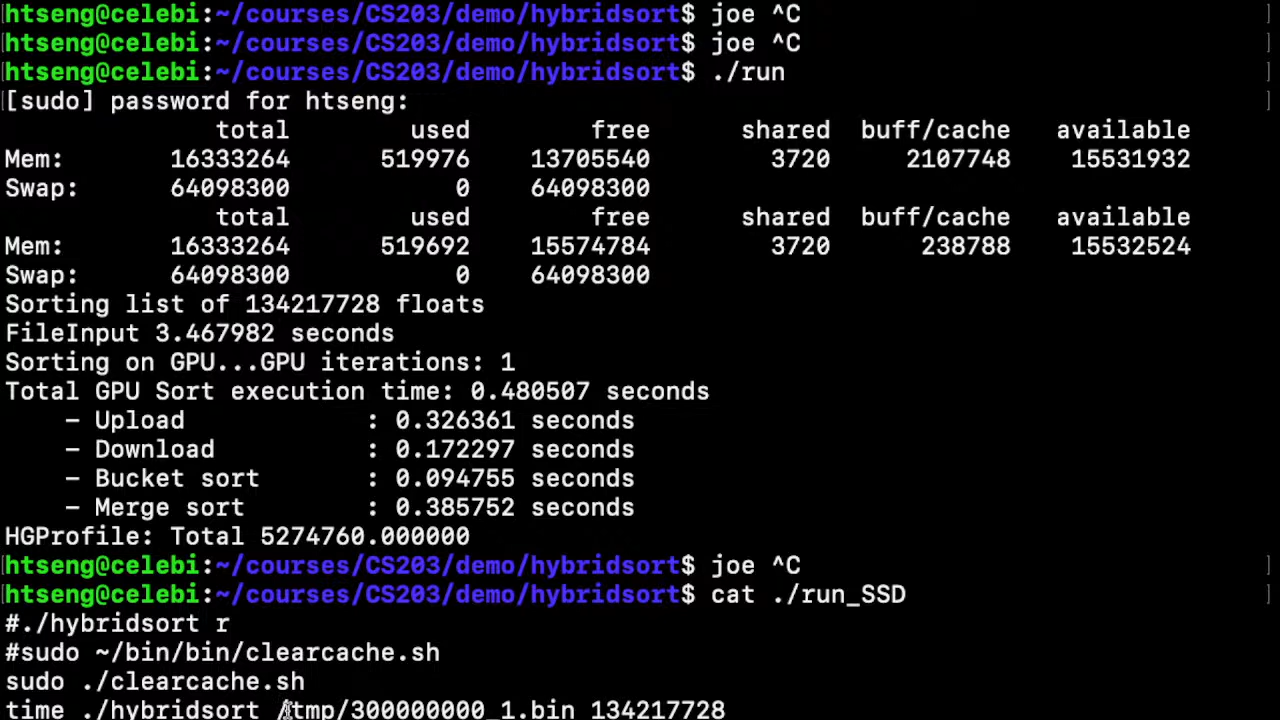 htseng@celebi:~/courses/CS203/demo/hybridsort$ joe ^C
htseng@celebi:~/courses/CS203/demo/hybridsort$ joe ^C
htseng@celebi:~/courses/CS203/demo/hybridsort$ ./run
[sudo] password for htseng:
total used free shared buff/cache available
Mem: 16333264 519976 13705540 3720 2107748 15531932
Swap: 64098300 0 64098300
total used free shared buff/cache available
Mem: 16333264 519692 15574784 3720 238788 15532524
Swap: 64098300 0 64098300
Sorting list of 134217728 floats
FileInput 3.467982 seconds
Sorting on GPU...GPU iterations: 1
Total GPU Sort execution time: 0.480507 seconds
- Upload : 0.326361 seconds
- Download : 0.172297 seconds
- Bucket sort : 0.094755 seconds
- Merge sort : 0.385752 seconds
HGProfile: Total 5274760.000000
htseng@celebi:~/courses/CS203/demo/hybridsort$ joe ^C
htseng@celebi:~/courses/CS203/demo/hybridsort$ cat ./run_SSD
#./hybridsort r
#sudo ~/bin/bin/clearcache.sh
sudo ./clearcache.sh
time ./hybridsort /tmp/300000000_1.bin 134217728